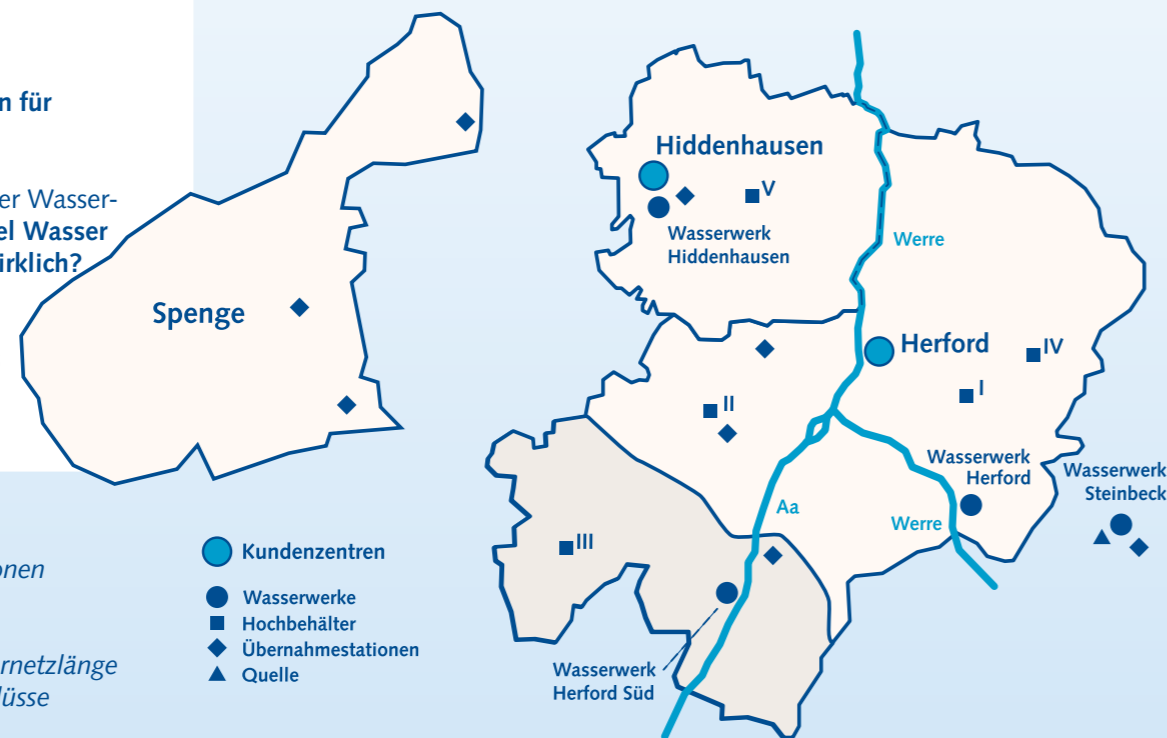 n für
er Wasser-
el Wasser
irklich?
onen
rnetzlänge
lüsse
Spenge
Hiddenhausen
V
Wasserwerk
Hiddenhausen
Werre
Herford
IV
I
II
Wasserwerk
Herford
Wasserwerk
Steinbeck
Aa
Werre
III
Wasserwerk
Herford Süd
Kundenzentren
Wasserwerke
Hochbehälter
Übernahmestationen
Quelle